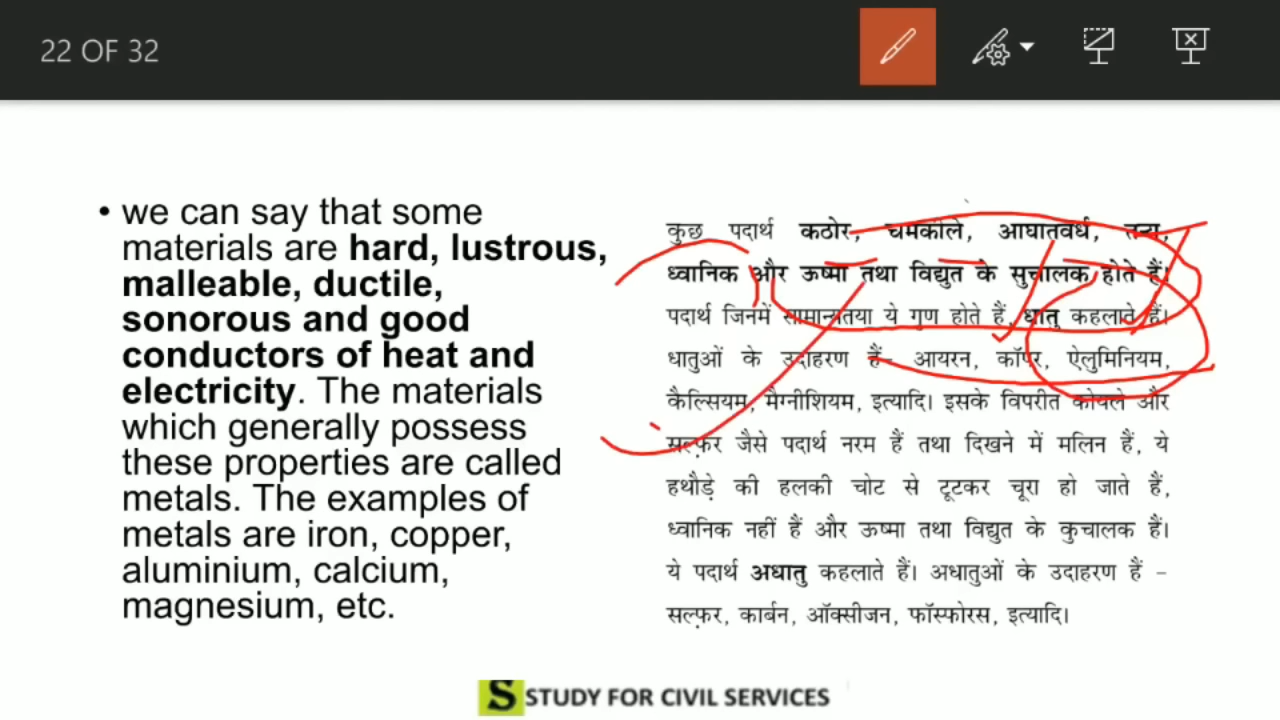 22 OF 32
• we can say that some
materials are hard, lustrous,
malleable, ductile,
sonorous and good
conductors of heat and
electricity. The materials
which generally possess
these properties are called
metals. The examples of
metals are iron, copper,
aluminium, calcium,
magnesium, etc.
कुछ पदार्थ कठोर, चमकीले, आघातवर्ध, तन्य,
ध्वानिक और ऊष्मा तथा विद्युत के सुचालक होते हैं।
पदार्थ जिनमें सामान्यतया ये गुण होते हैं, धातु कहलाते हैं।
धातुओं के उदाहरण हैं- आयरन, कॉपर, ऐलुमिनियम,
कैल्सियम, मैग्नीशियम, इत्यादि। इसके विपरीत कोयले और
सल्फ़र जैसे पदार्थ नरम हैं तथा दिखने में मलिन हैं, ये
हथौड़े की हलकी चोट से टूटकर चूरा हो जाते हैं,
ध्वानिक नहीं हैं और ऊष्मा तथा विद्युत के कुचालक हैं।
ये पदार्थ अधातु कहलाते हैं। अधातुओं के उदाहरण हैं –
सल्फ़र, कार्बन, ऑक्सीजन, फॉस्फोरस, इत्यादि।
S STUDY FOR CIVIL SERVICES